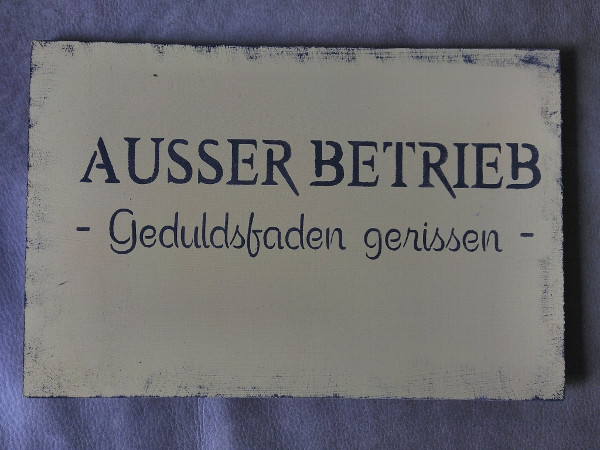 AUSSER BETRIEB
- Geduldsfaden gerissen -